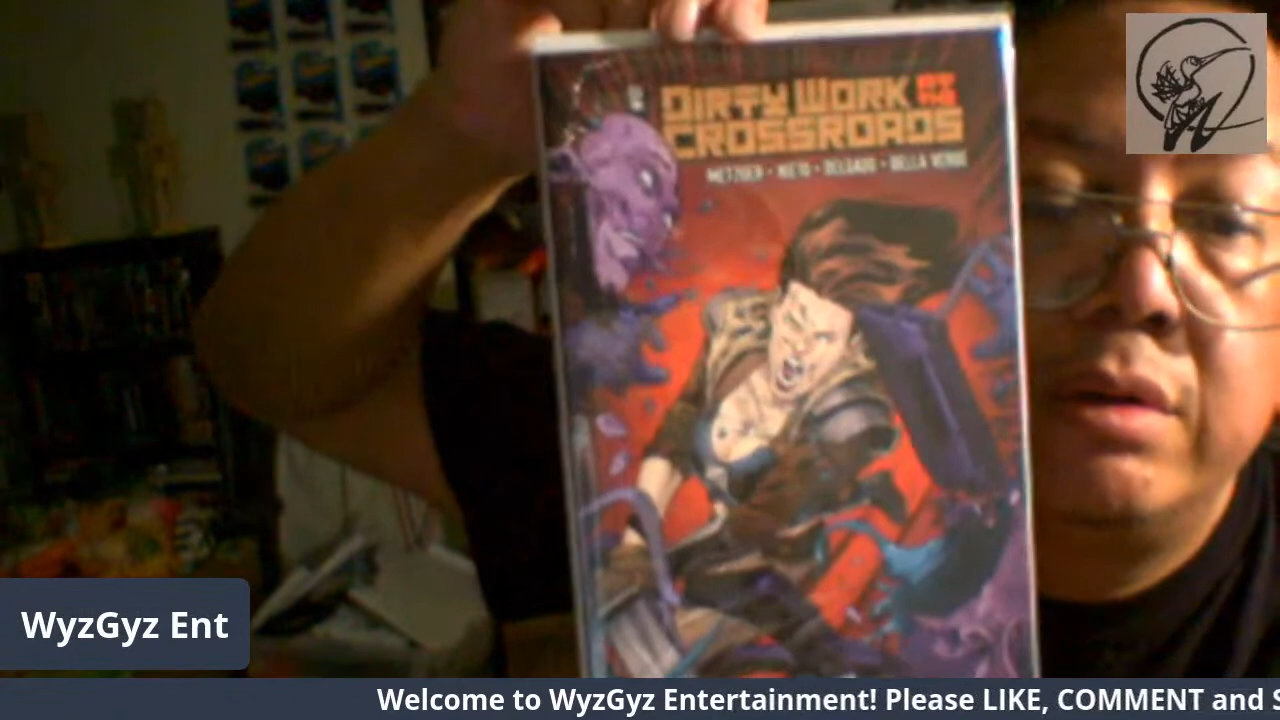 DIRTY WORK AT THE
CROSSROADS
METZGER • NIETO • DELGADO • DELLA VERDE
WyzGyz Ent
Welcome to WyzGyz Entertainment! Please LIKE, COMMENT and S